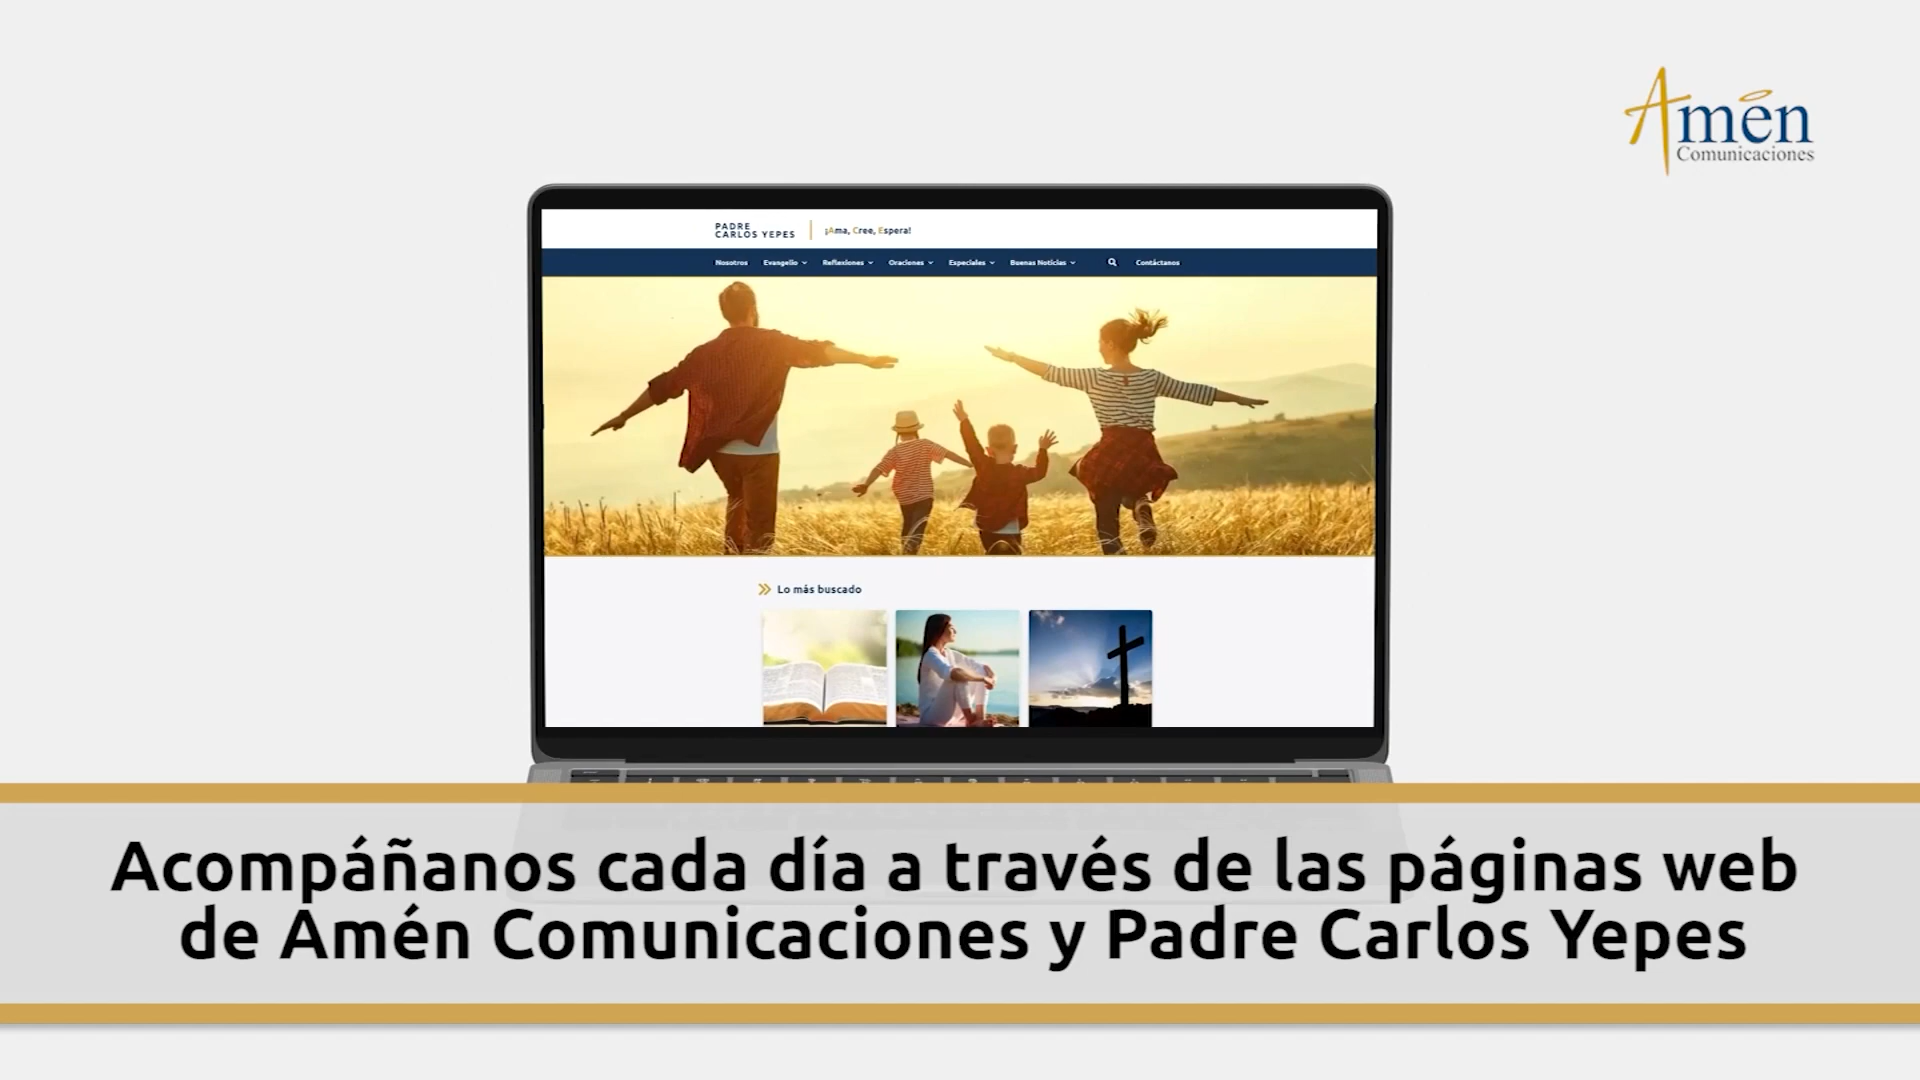 Amén
Comunicaciones
PADRE
CARLOS YEPES
¡Ama, Cree, Espera!
Nosotros Evangelio Reflexiones Oraciones Especiales Buenas Noticias Contáctanos
Lo más buscado
Acompáñanos cada día a través de las páginas web
de Amén Comunicaciones y Padre Carlos Yepes